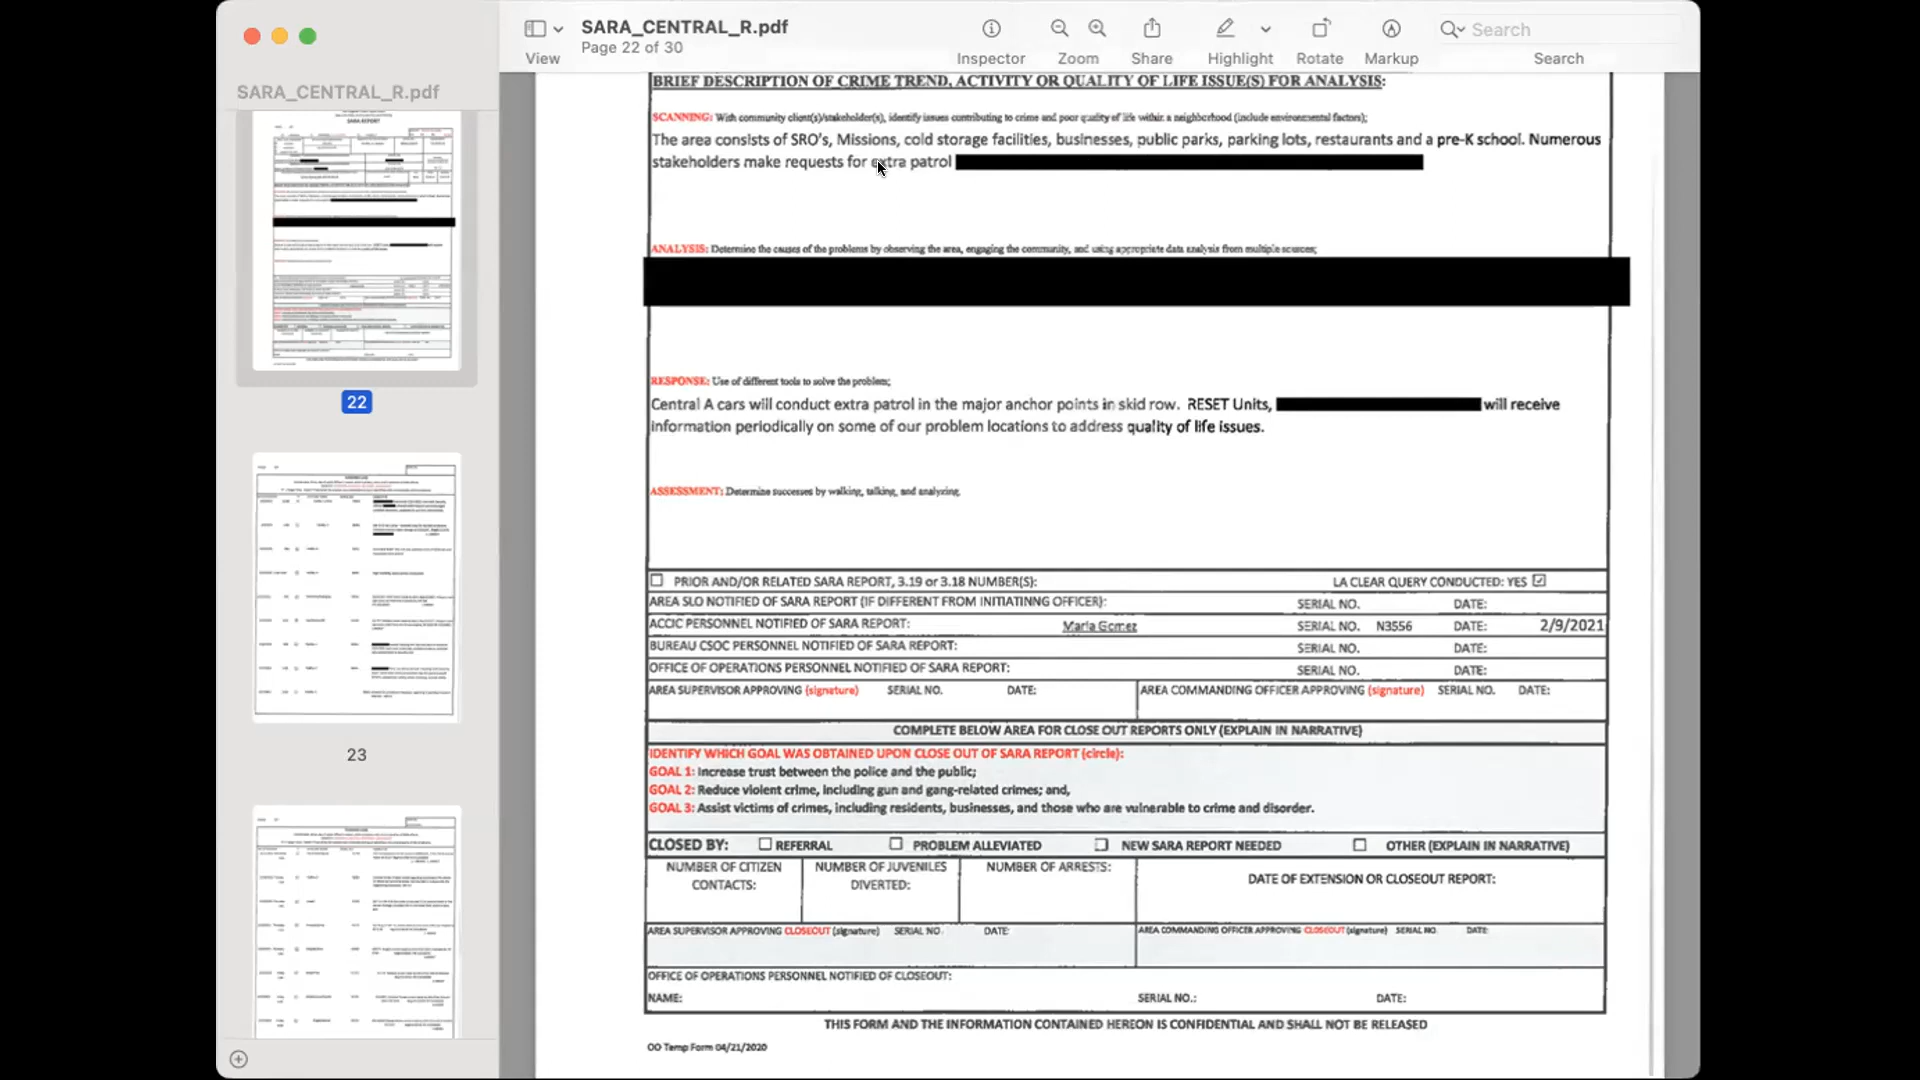 SARA_CENTRAL_R.pdf
Page 22 of 30
View
Inspector
Zoom
Share
Highlight
Rotate
Markup
Search
Search
SARA_CENTRAL_R.pdf
22
23
BRIEF DESCRIPTION OF CRIME TREND, ACTIVITY OR QUALITY OF LIFE ISSUE(S) FOR ANALYSIS:
SCANNING: With community client(s)/stakeholder(s), identify issues contributing to crime and poor quality of life within a neighborhood (include environmental factors);
The area consists of SRO's, Missions, cold storage facilities, businesses, public parks, parking lots, restaurants and a pre-K school. Numerous
stakeholders make requests for extra patrol
ANALYSIS: Determine the causes of the problems by observing the area, engaging the community, and using appropriate data analysis from multiple sources;
RESPONSE: Use of different tools to solve the problem;
Central A cars will conduct extra patrol in the major anchor points in skid row. RESET Units, will receive
information periodically on some of our problem locations to address quality of life issues.
ASSESSMENT: Determine successes by walking, talking, and analyzing.
PRIOR AND/OR RELATED SARA REPORT, 3.19 or 3.18 NUMBER(S): LA CLEAR QUERY CONDUCTED: YES
AREA SLO NOTIFIED OF SARA REPORT (IF DIFFERENT FROM INITIATINNG OFFICER): SERIAL NO. DATE:
ACCIC PERSONNEL NOTIFIED OF SARA REPORT: Maria Gomez SERIAL NO. N3556 DATE: 2/9/2021
BUREAU CSOC PERSONNEL NOTIFIED OF SARA REPORT: SERIAL NO. DATE:
OFFICE OF OPERATIONS PERSONNEL NOTIFIED OF SARA REPORT: SERIAL NO. DATE:
AREA SUPERVISOR APPROVING (signature) SERIAL NO. DATE: AREA COMMANDING OFFICER APPROVING (signature) SERIAL NO. DATE:
COMPLETE BELOW AREA FOR CLOSE OUT REPORTS ONLY (EXPLAIN IN NARRATIVE)
IDENTIFY WHICH GOAL WAS OBTAINED UPON CLOSE OUT OF SARA REPORT (circle):
GOAL 1: Increase trust between the police and the public;
GOAL 2: Reduce violent crime, including gun and gang-related crimes; and,
GOAL 3: Assist victims of crimes, including residents, businesses, and those who are vulnerable to crime and disorder.
CLOSED BY: REFERRAL PROBLEM ALLEVIATED NEW SARA REPORT NEEDED OTHER (EXPLAIN IN NARRATIVE)
NUMBER OF CITIZEN CONTACTS:
NUMBER OF JUVENILES DIVERTED:
NUMBER OF ARRESTS:
DATE OF EXTENSION OR CLOSEOUT REPORT:
AREA SUPERVISOR APPROVING CLOSEOUT (signature) SERIAL NO. DATE: AREA COMMANDING OFFICER APPROVING CLOSEOUT (signature) SERIAL NO. DATE:
OFFICE OF OPERATIONS PERSONNEL NOTIFIED OF CLOSEOUT:
NAME: SERIAL NO.: DATE:
THIS FORM AND THE INFORMATION CONTAINED HEREON IS CONFIDENTIAL AND SHALL NOT BE RELEASED
OO Temp Form 04/21/2020